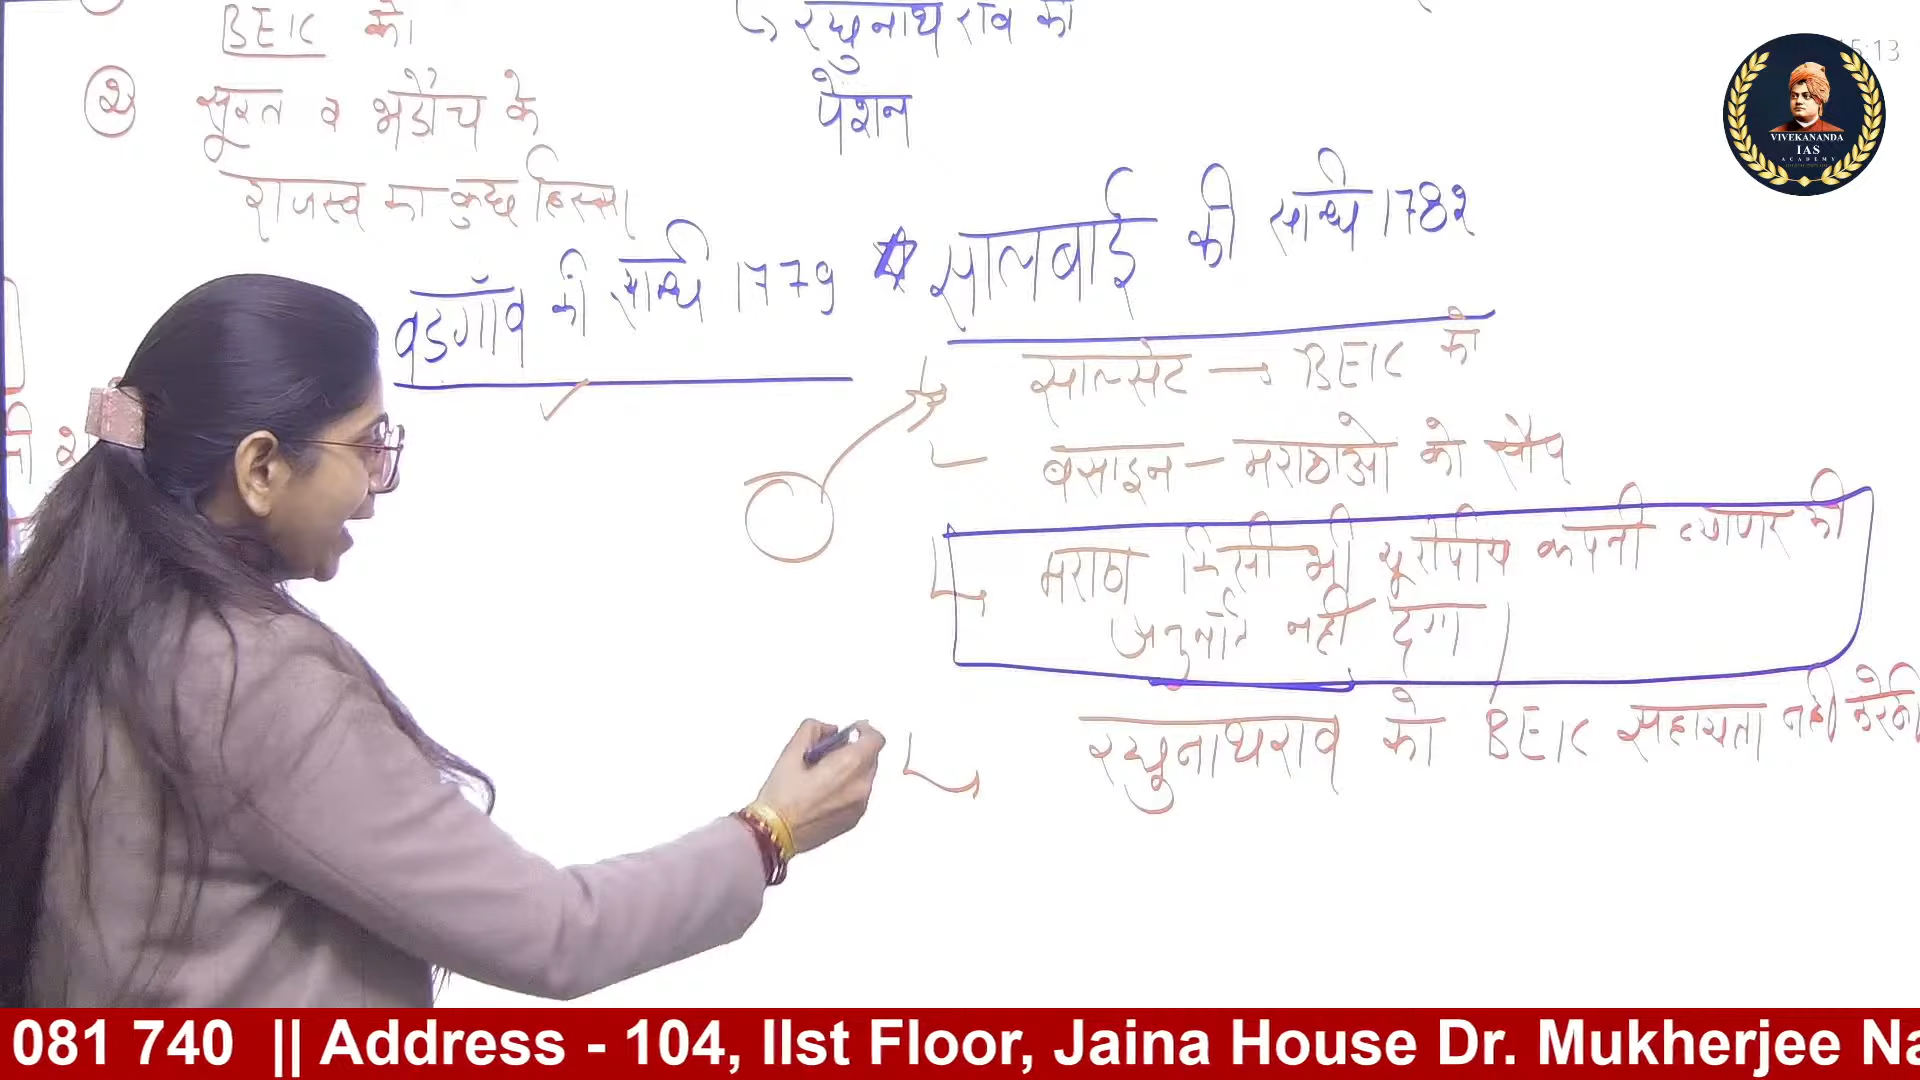 BEIC को
↳ रघुनाथ राव को
पेंशन
② सूरत व भडौच के
राजस्व का कुछ हिस्सा
वडगाँव की सन्धि 1779
☆ सालबाई की सन्धि 1782
साल्सेट → BEIC को
बसाइन - मराठाओ को
मराठा किसी भी यूरोपीय कंपनी व्यापार की
अनुमति नहीं देगा
रघुनाथराव को BEIC सहायता नहीं करेगी
:13
VIVEKANANDA
IAS
ACADEMY
081 740 || Address - 104, IIst Floor, Jaina House Dr. Mukherjee Na